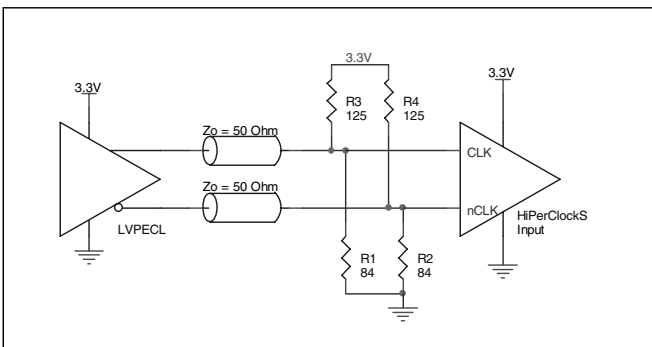 3.3V
3.3V
3.3V
R3
125
R4
125
Zo = 50 Ohm
CLK
Zo = 50 Ohm
nCLK
HiPerClockS
Input
LVPECL
R1
84
R2
84